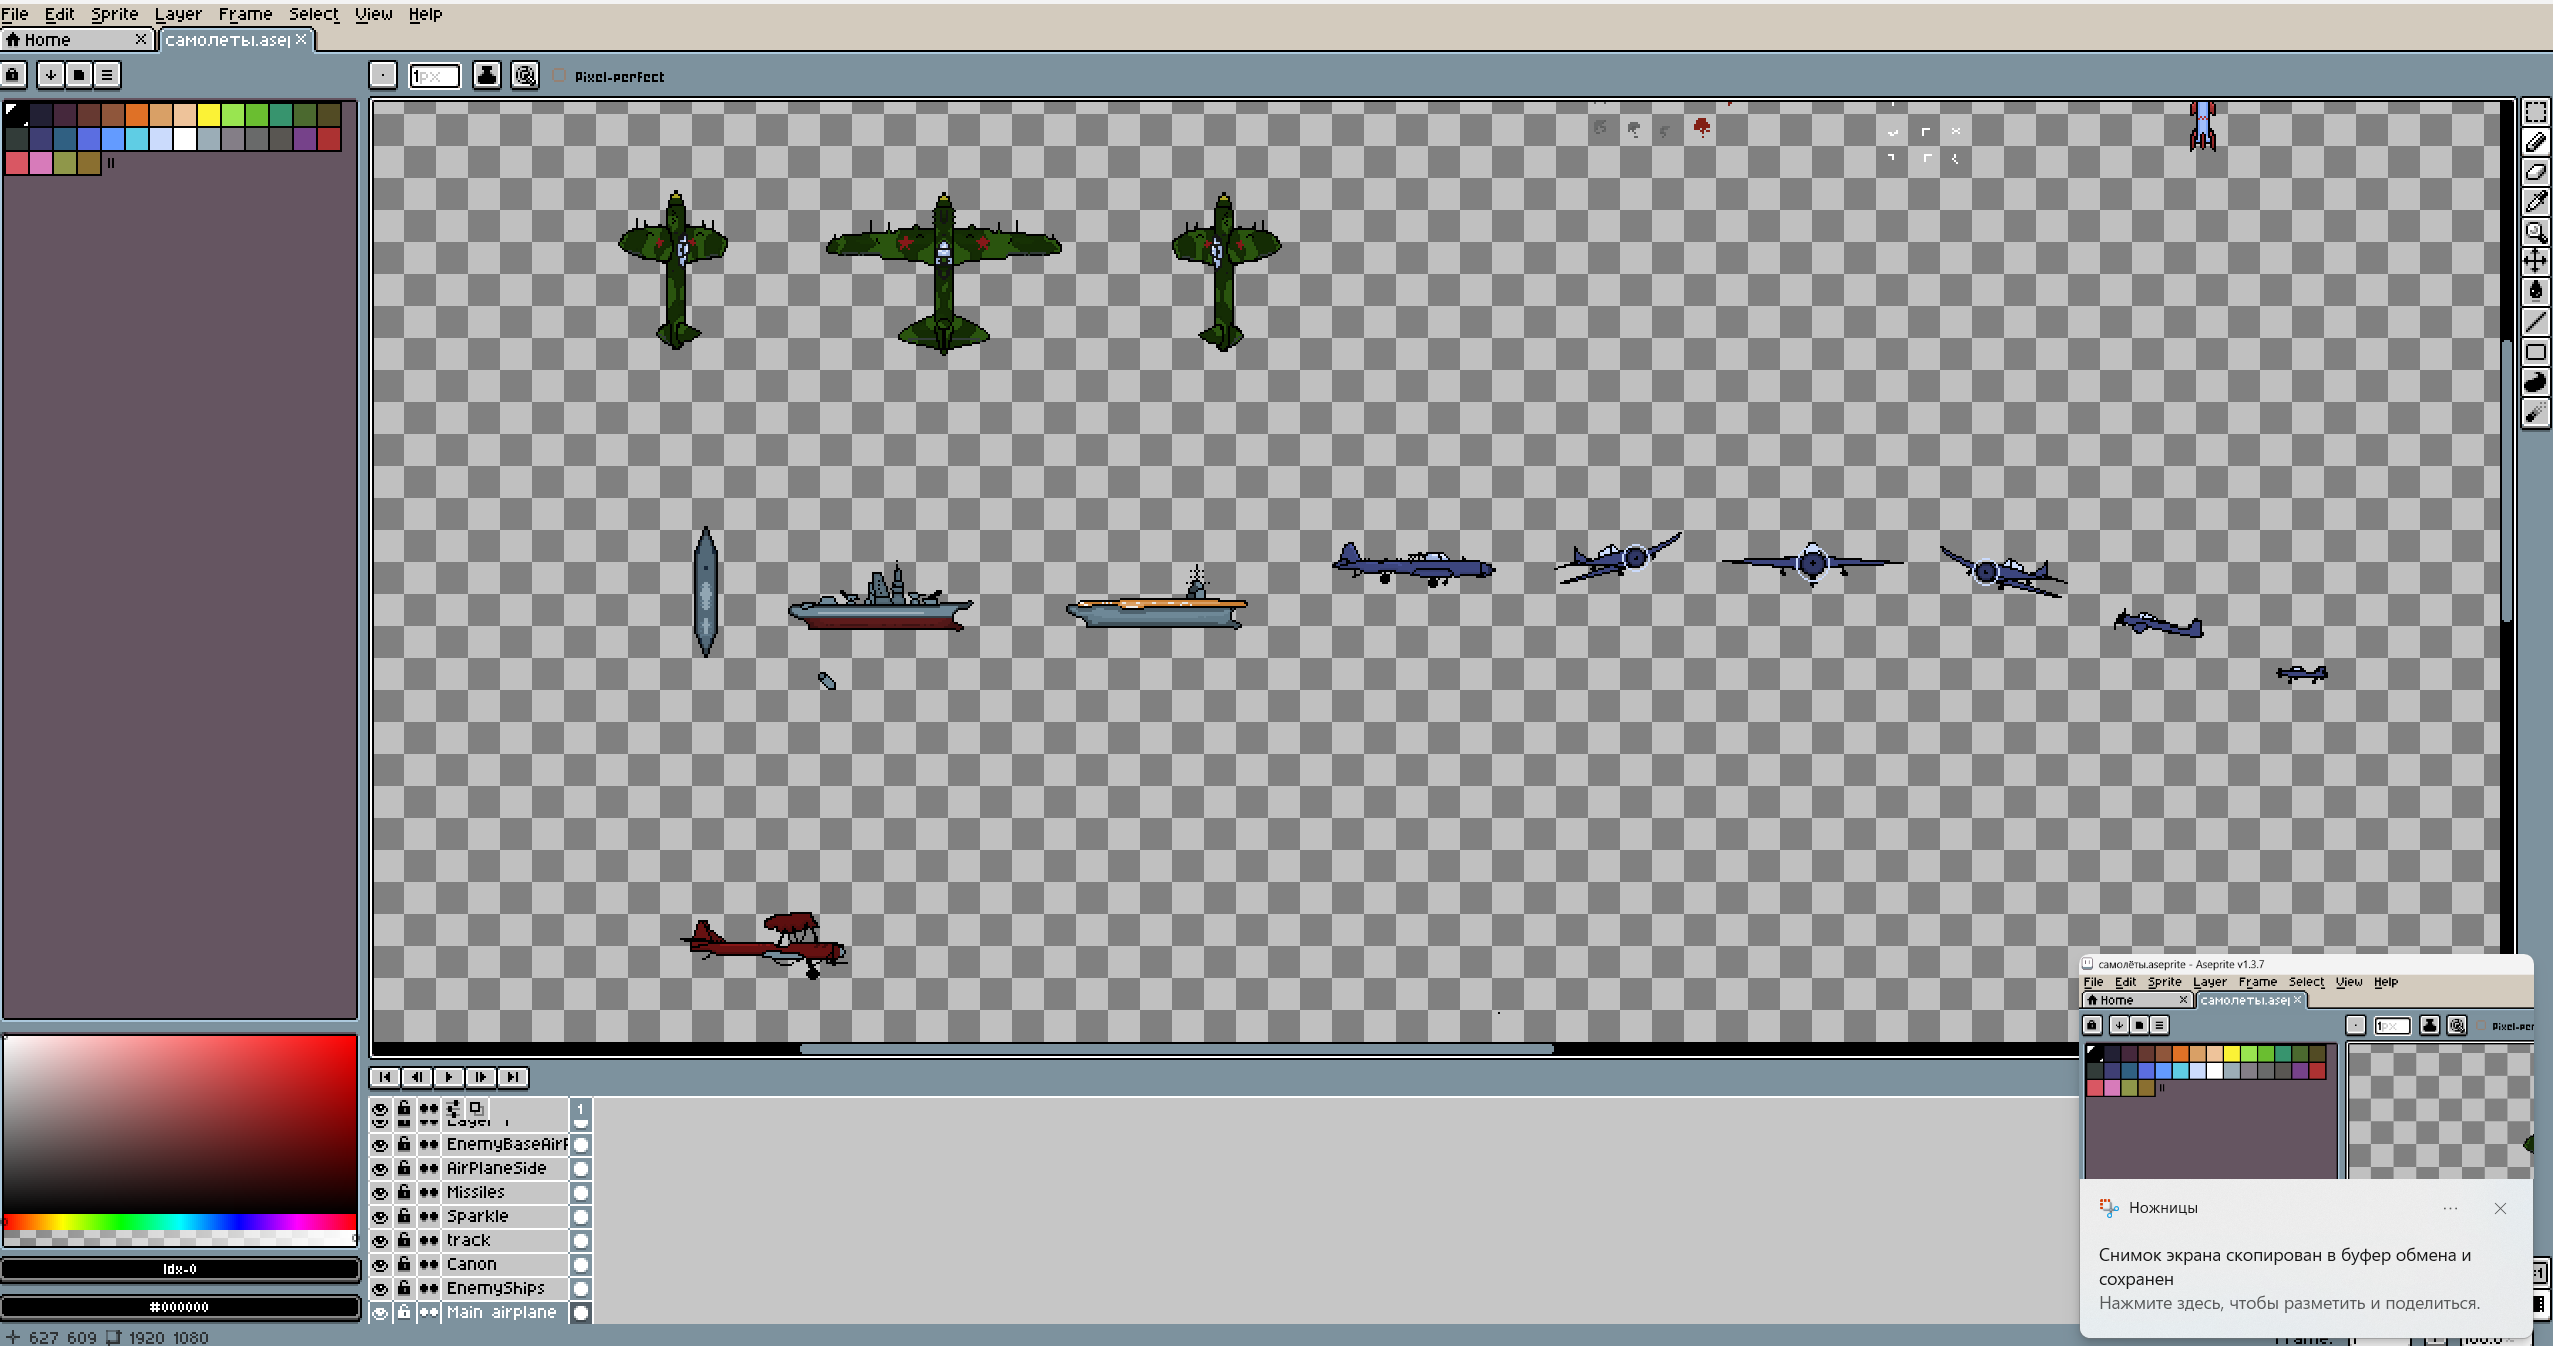 File Edit Sprite Layer Frame Select View Help
Home
самолеты.asep
1px
Pixel-perfect
Idx-0
#000000
1
Layer 1
EnemyBaseAirP
AirPlaneSide
Missiles
Sparkle
track
Canon
EnemyShips
Main airplane
627 609 1920 1080
самолёты.aseprite - Aseprite v1.3.7
File Edit Sprite Layer Frame Select View Help
Home
самолеты.asep
1px
Pixel-per
Ножницы
Снимок экрана скопирован в буфер обмена и
сохранен
Нажмите здесь, чтобы разметить и поделиться.
Frame:
100.0